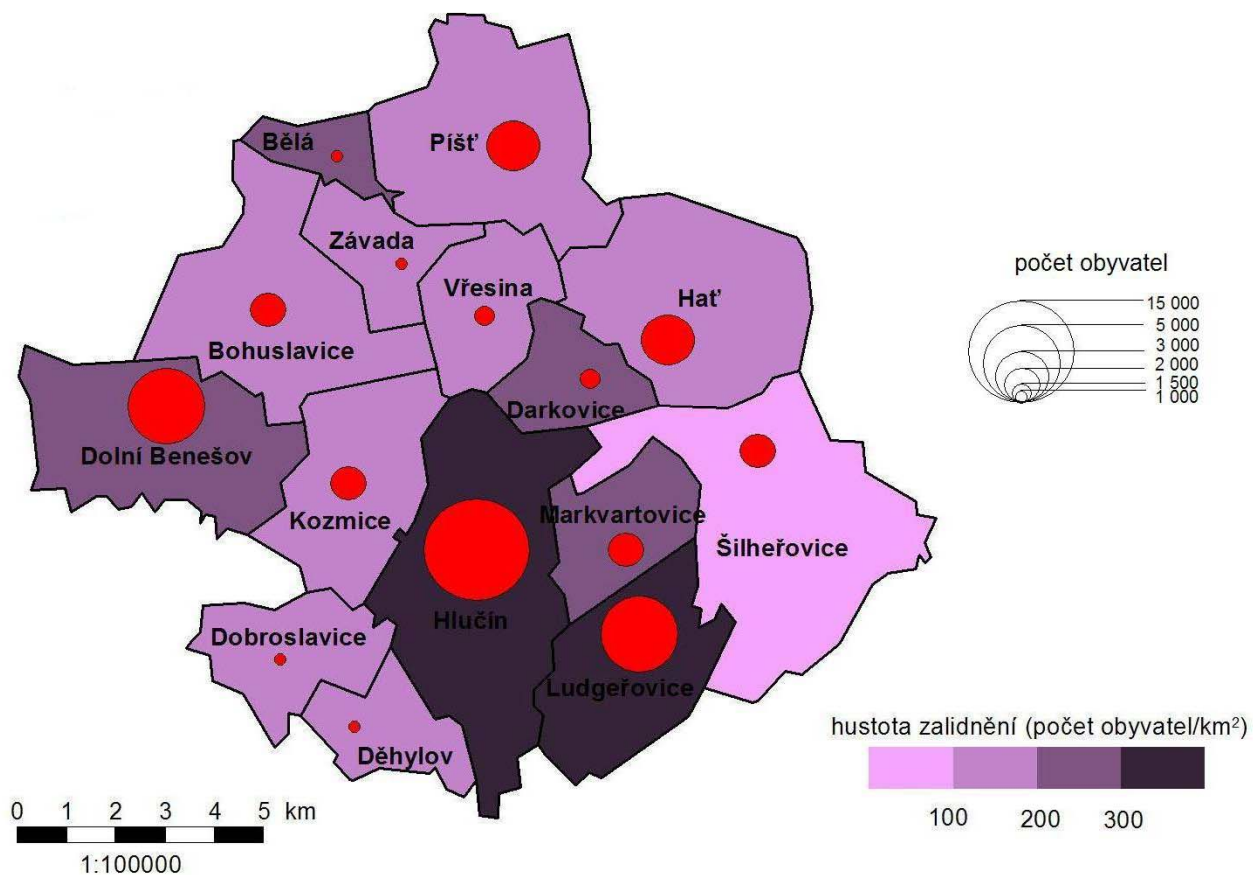 Bělá
Píšť
Závada
Vřesina
Hať
Bohuslavice
Darkovice
Dolní Benešov
Kozmice
Markvartovice
Šilheřovice
Hlučín
Dobroslavice
Ludgeřovice
Děhylov
počet obyvatel
15 000
5 000
3 000
2 000
1 500
1 000
hustota zalidnění (počet obyvatel/km²)
100 200 300
0 1 2 3 4 5 km
1:100000